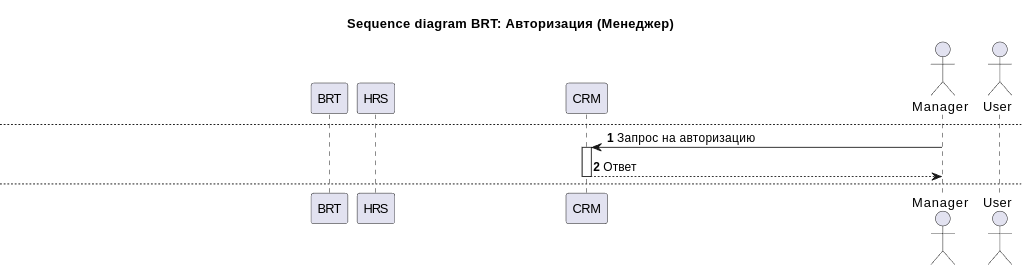 Sequence diagram BRT: Авторизация (Менеджер)
BRT HRS CRM Manager User
1 Запрос на авторизацию
2 Ответ
BRT HRS CRM Manager User